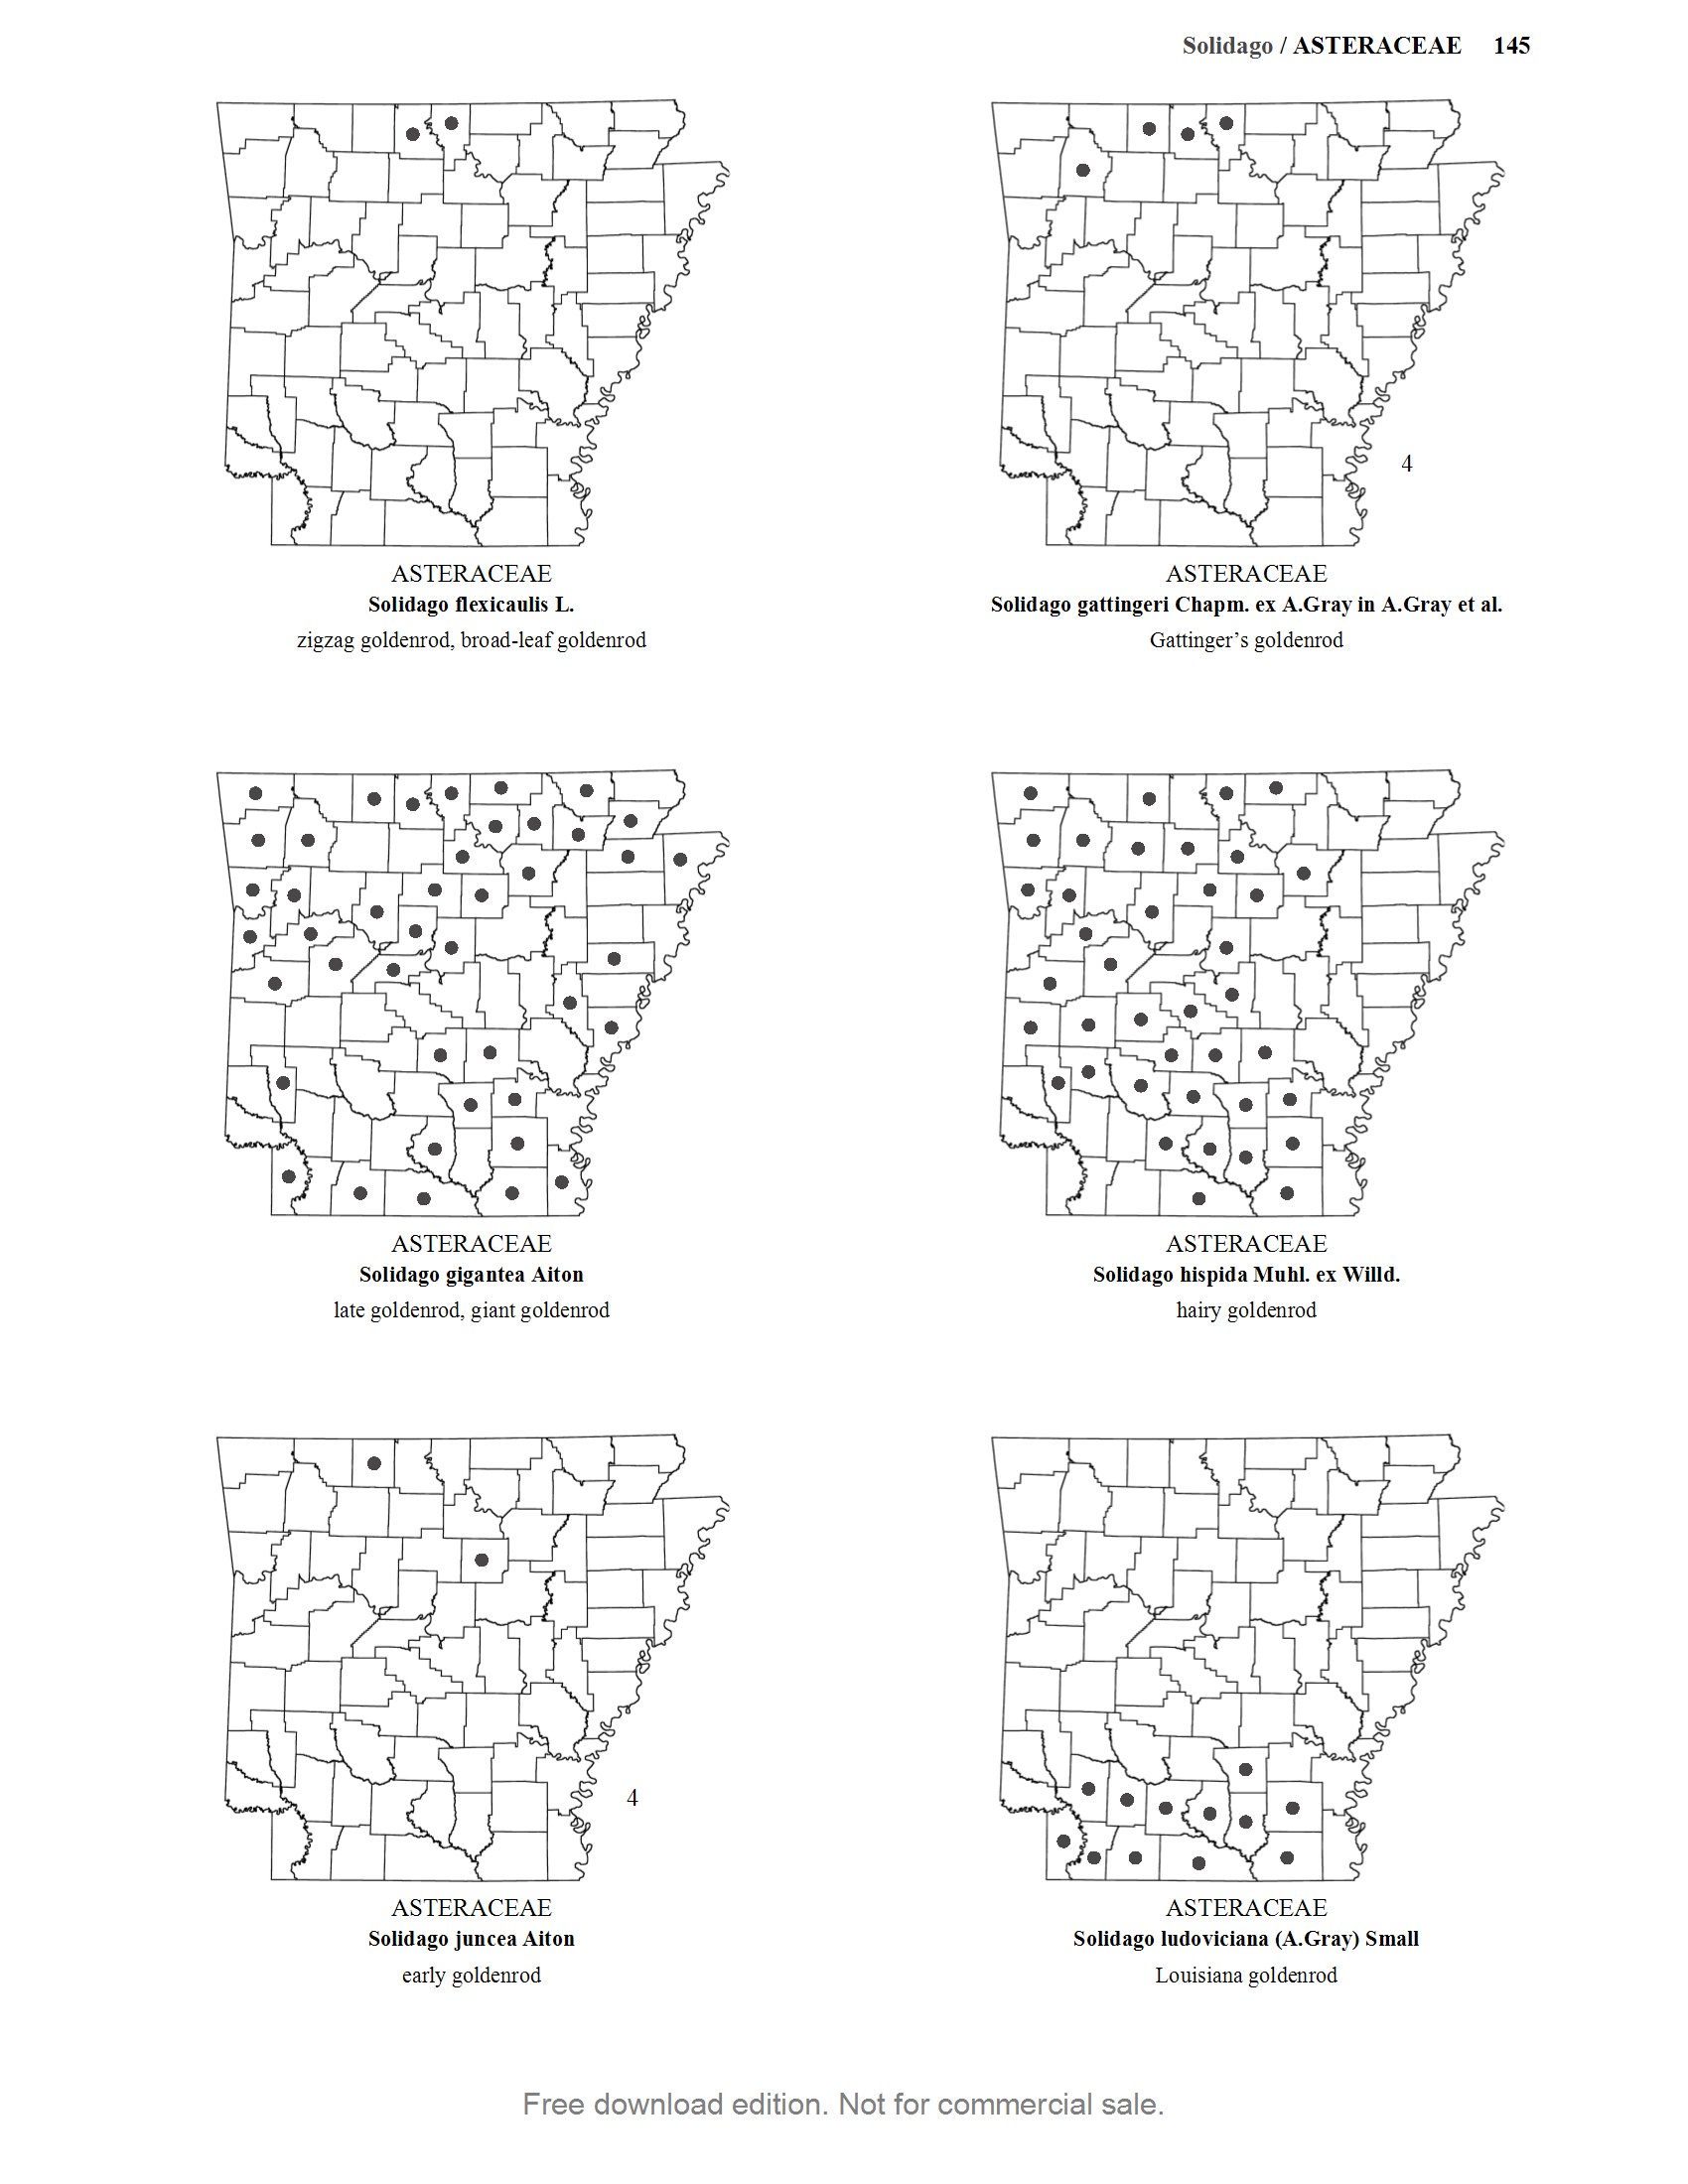 Solidago / ASTERACEAE 145
ASTERACEAE
Solidago flexicaulis L.
zigzag goldenrod, broad-leaf goldenrod
4
ASTERACEAE
Solidago gattingeri Chapm. ex A.Gray in A.Gray et al.
Gattinger’s goldenrod
ASTERACEAE
Solidago gigantea Aiton
late goldenrod, giant goldenrod
ASTERACEAE
Solidago hispida Muhl. ex Willd.
hairy goldenrod
4
ASTERACEAE
Solidago juncea Aiton
early goldenrod
ASTERACEAE
Solidago ludoviciana (A.Gray) Small
Louisiana goldenrod
Free download edition. Not for commercial sale.